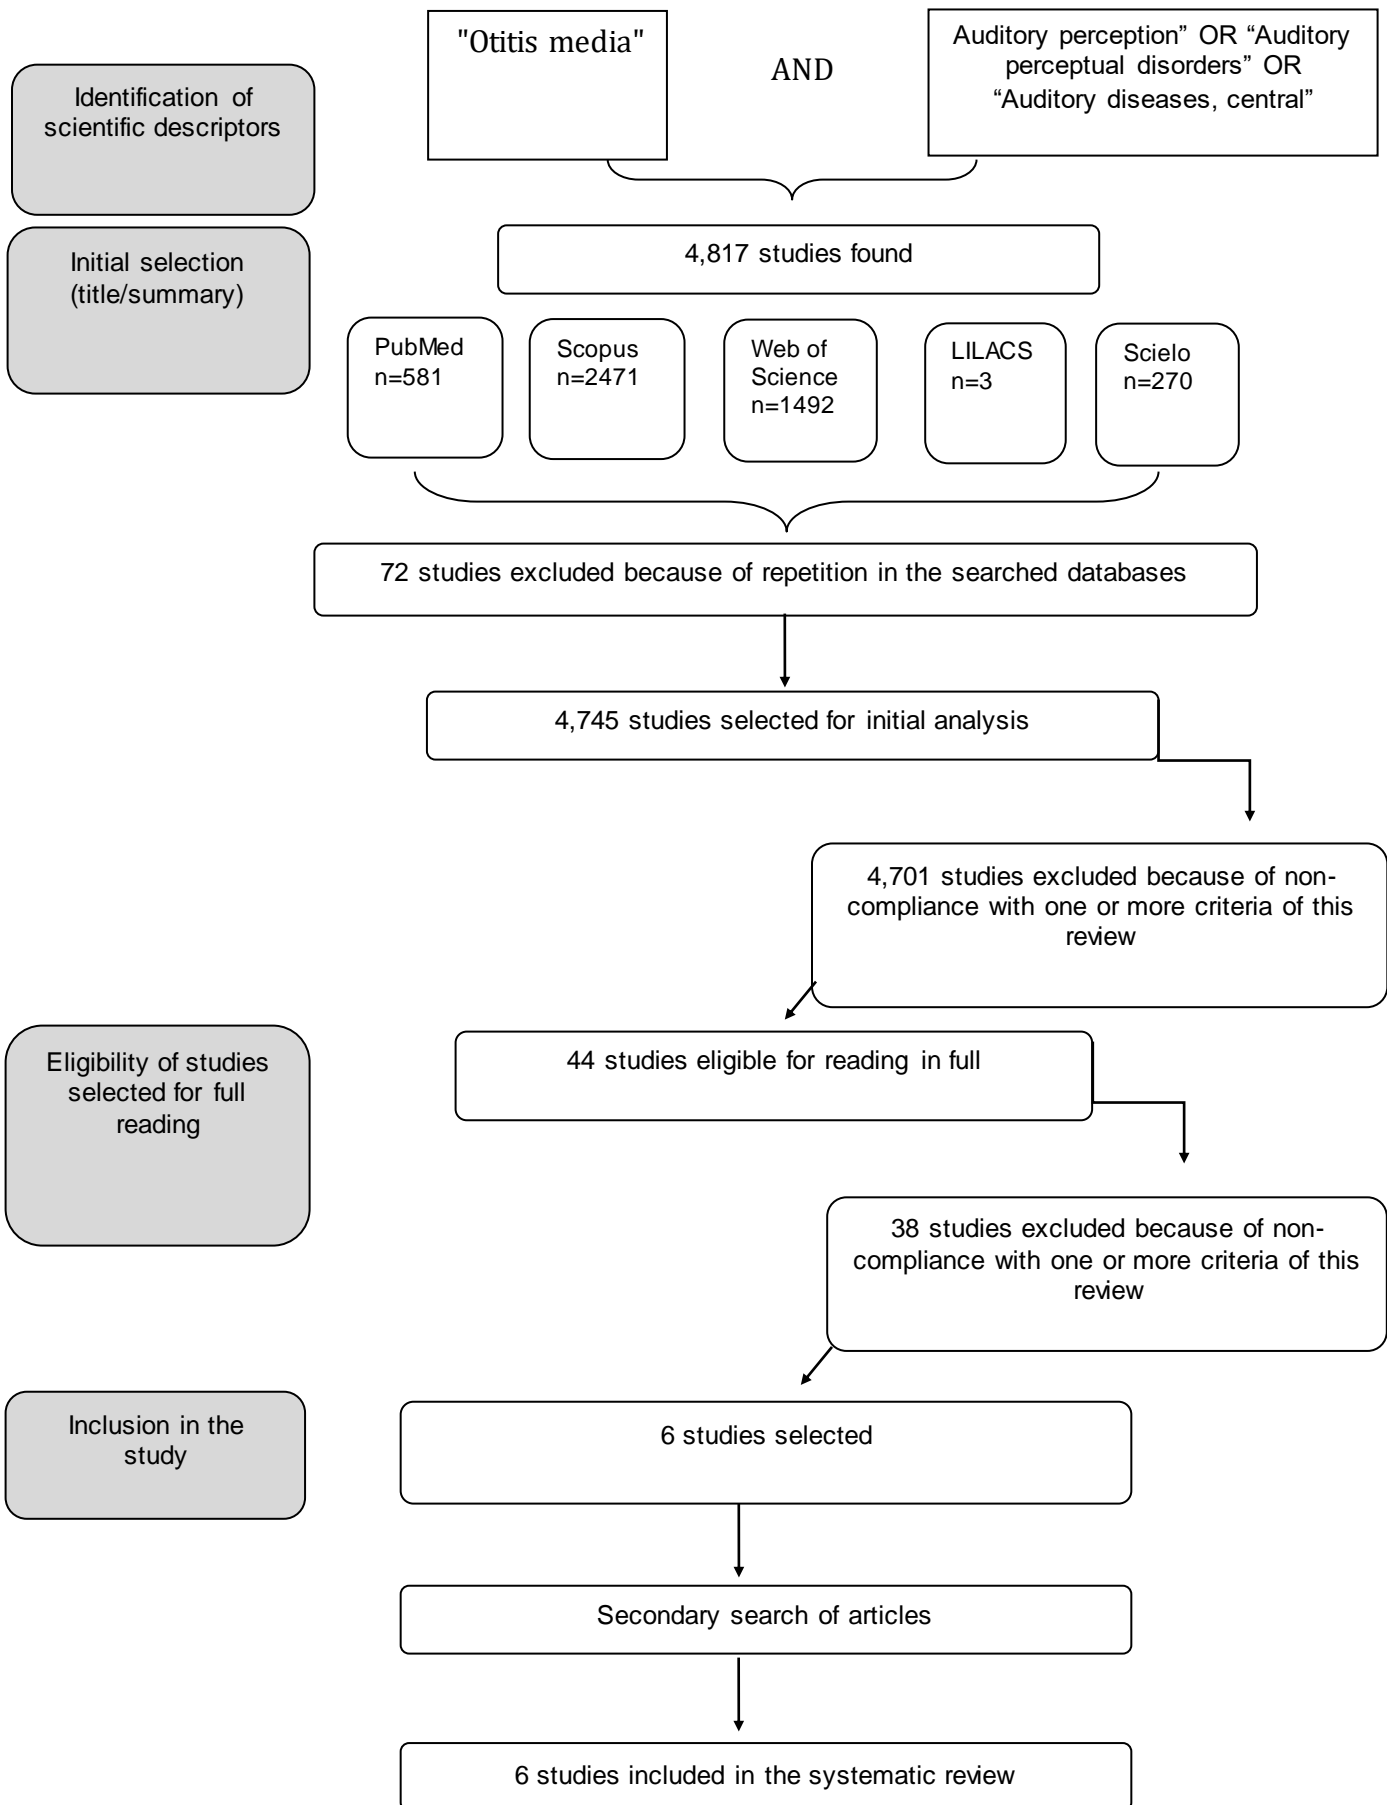 "Otitis media"
AND
Auditory perception” OR “Auditory
perceptual disorders” OR
“Auditory diseases, central”
Identification of
scientific descriptors
Initial selection
(title/summary)
4,817 studies found
PubMed
n=581
Scopus
n=2471
Web of
Science
n=1492
LILACS
n=3
Scielo
n=270
72 studies excluded because of repetition in the searched databases
4,745 studies selected for initial analysis
4,701 studies excluded because of non-
compliance with one or more criteria of this
review
Eligibility of studies
selected for full
reading
44 studies eligible for reading in full
38 studies excluded because of non-
compliance with one or more criteria of this
review
Inclusion in the
study
6 studies selected
Secondary search of articles
6 studies included in the systematic review